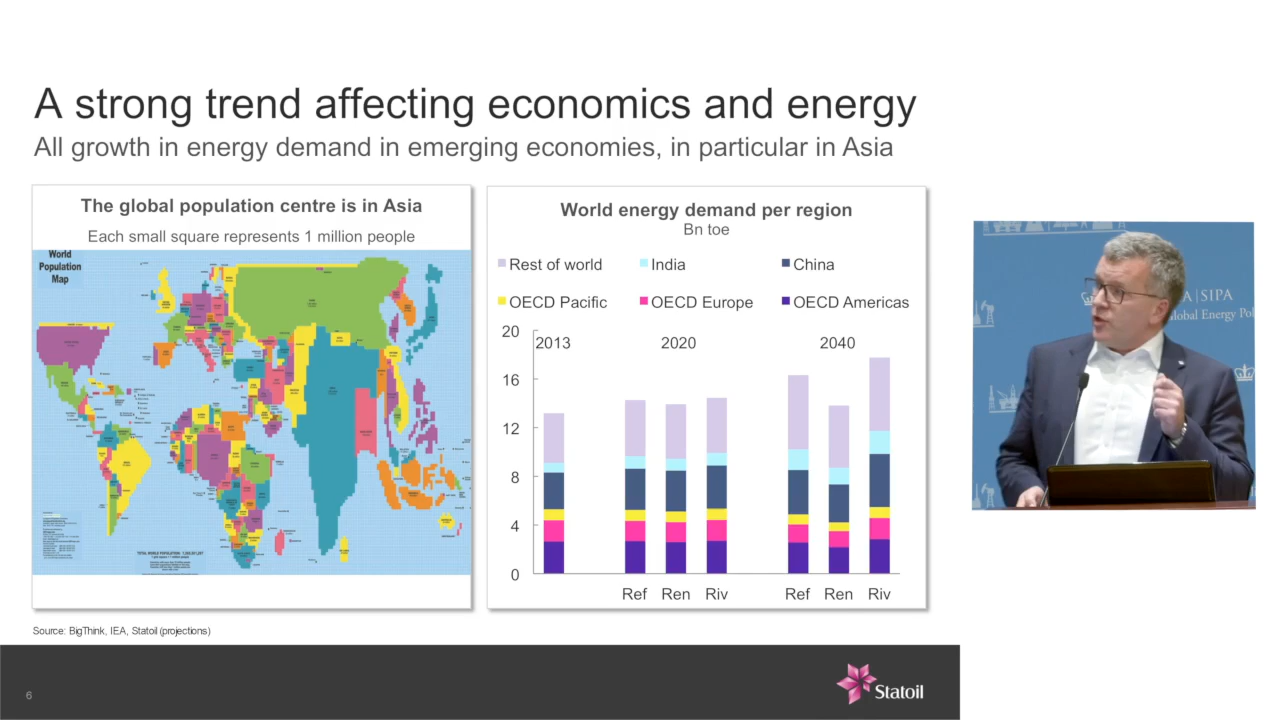 A strong trend affecting economics and energy
All growth in energy demand in emerging economies, in particular in Asia
The global population centre is in Asia
Each small square represents 1 million people
World
Population
Map
World energy demand per region
Bn toe
Rest of world
India
China
OECD Pacific
OECD Europe
OECD Americas
20
16
12
8
4
0
2013
2020
2040
Ref
Ren
Riv
Ref
Ren
Riv
Source: BigThink, IEA, Statoil (projections)
6
Statoil
A | SIPA
lobal Energy Pol